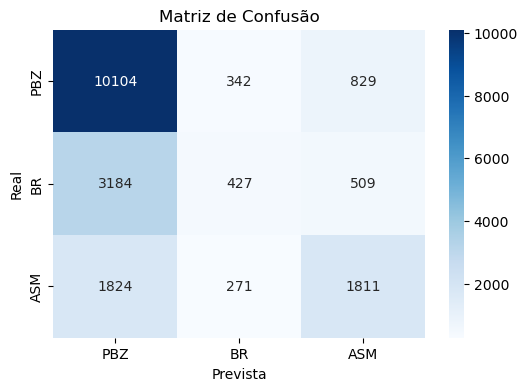 Matriz de Confusão
PBZ 10104 342 829
BR 3184 427 509
ASM 1824 271 1811
PBZ BR ASM
Real
Prevista
10000
8000
6000
4000
2000